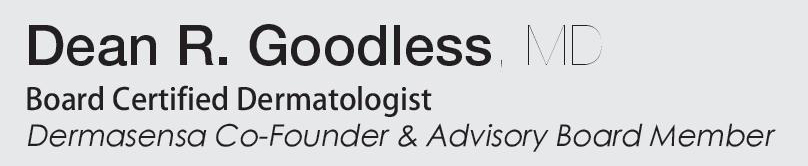 Dean R. Goodless, MD
Board Certified Dermatologist
Dermasensa Co-Founder & Advisory Board Member